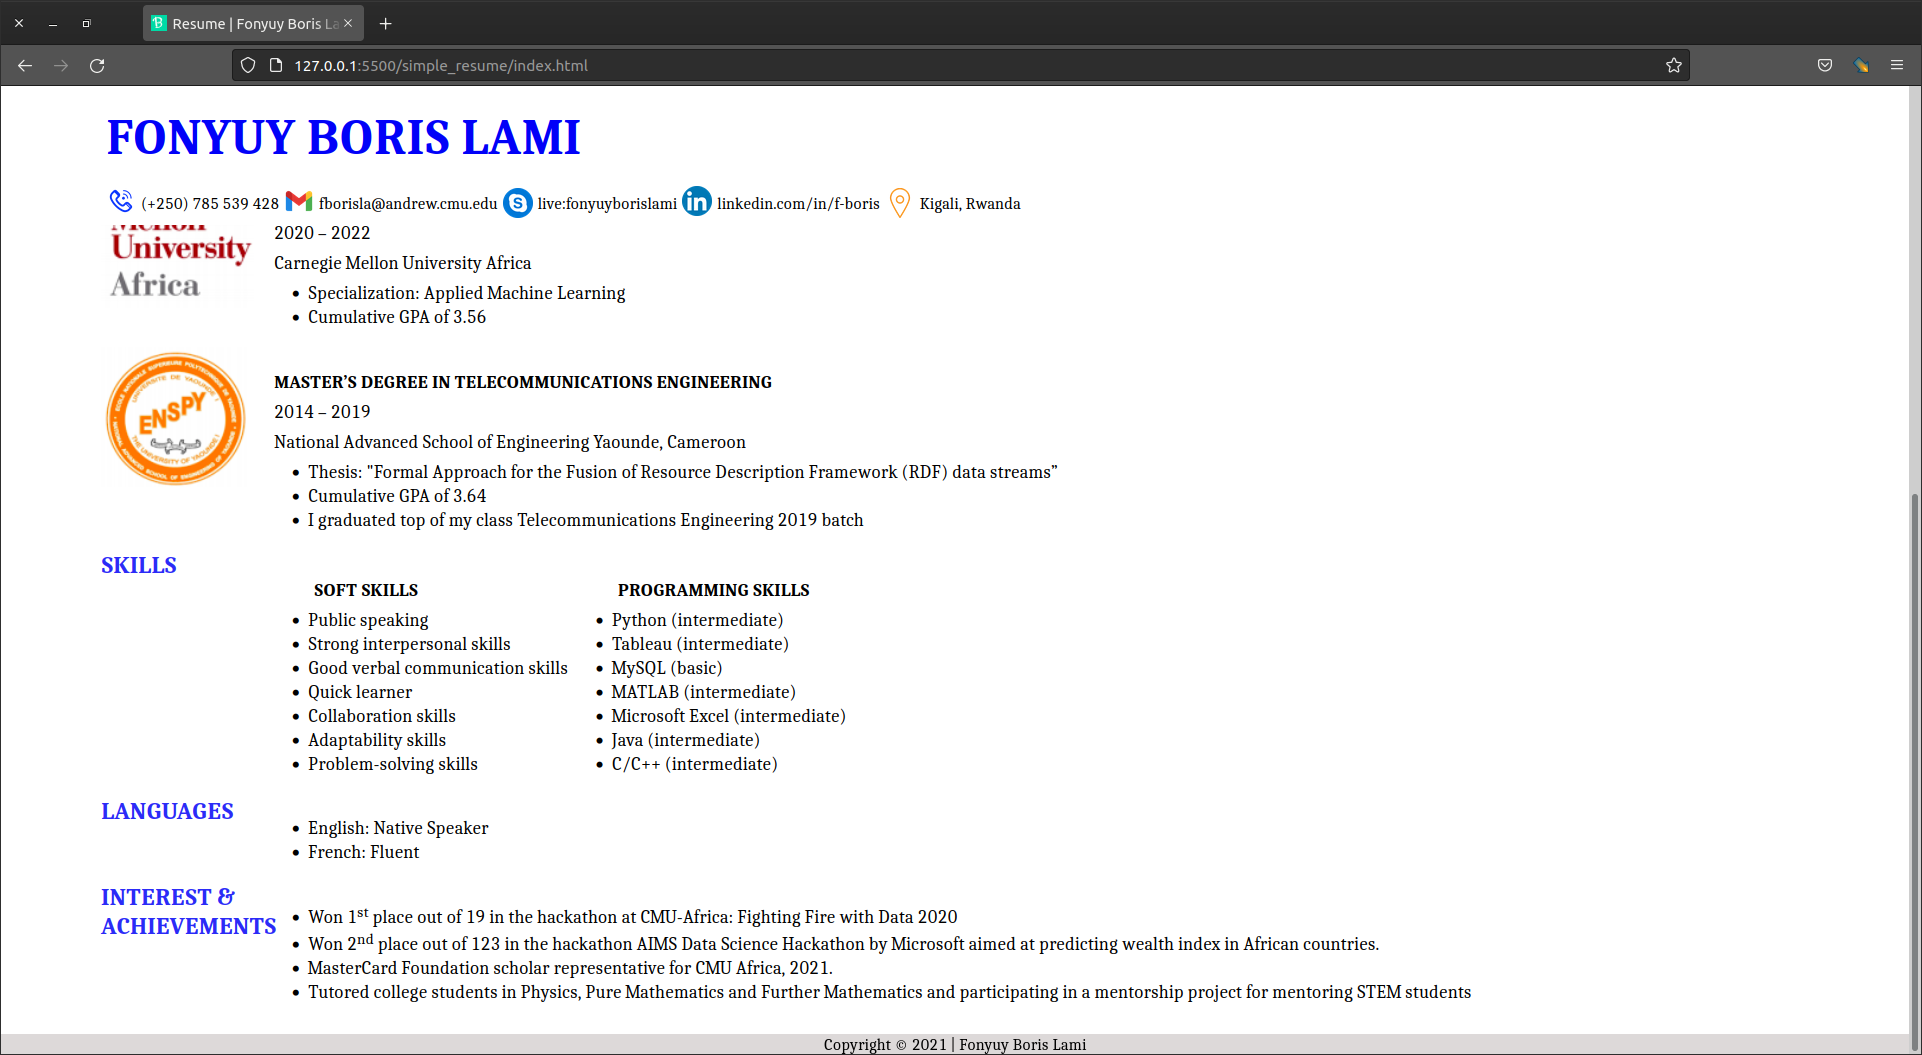 Resume | Fonyuy Boris La
127.0.0.1:5500/simple_resume/index.html
FONYUY BORIS LAMI
(+250) 785 539 428 fborisla@andrew.cmu.edu live:fonyuyborislami linkedin.com/in/f-boris Kigali, Rwanda
University
Africa
2020 – 2022
Carnegie Mellon University Africa
• Specialization: Applied Machine Learning
• Cumulative GPA of 3.56
ENSPY
MASTER’S DEGREE IN TELECOMMUNICATIONS ENGINEERING
2014 – 2019
National Advanced School of Engineering Yaounde, Cameroon
• Thesis: "Formal Approach for the Fusion of Resource Description Framework (RDF) data streams”
• Cumulative GPA of 3.64
• I graduated top of my class Telecommunications Engineering 2019 batch
SKILLS
SOFT SKILLS
• Public speaking
• Strong interpersonal skills
• Good verbal communication skills
• Quick learner
• Collaboration skills
• Adaptability skills
• Problem-solving skills
PROGRAMMING SKILLS
• Python (intermediate)
• Tableau (intermediate)
• MySQL (basic)
• MATLAB (intermediate)
• Microsoft Excel (intermediate)
• Java (intermediate)
• C/C++ (intermediate)
LANGUAGES
• English: Native Speaker
• French: Fluent
INTEREST &
ACHIEVEMENTS
• Won 1st place out of 19 in the hackathon at CMU-Africa: Fighting Fire with Data 2020
• Won 2nd place out of 123 in the hackathon AIMS Data Science Hackathon by Microsoft aimed at predicting wealth index in African countries.
• MasterCard Foundation scholar representative for CMU Africa, 2021.
• Tutored college students in Physics, Pure Mathematics and Further Mathematics and participating in a mentorship project for mentoring STEM students
Copyright © 2021 | Fonyuy Boris Lami